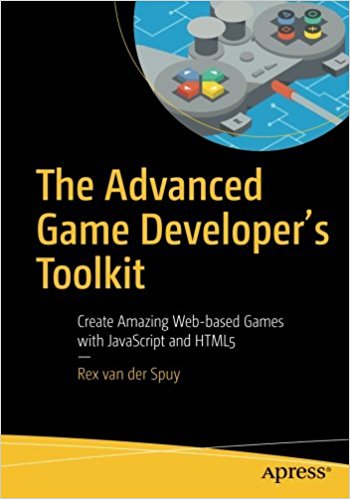 The Advanced
Game Developer's
Toolkit
Create Amazing Web-based Games
with JavaScript and HTML5
—
Rex van der Spuy
Apress®